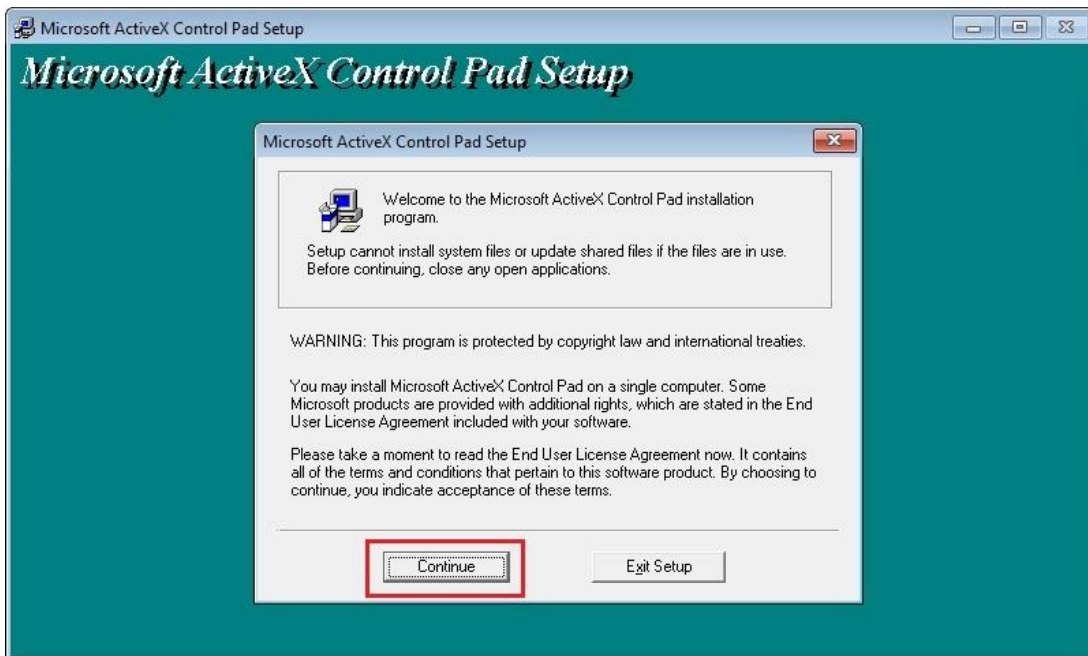 Microsoft ActiveX Control Pad Setup
Microsoft ActiveX Control Pad Setup
Microsoft ActiveX Control Pad Setup
Welcome to the Microsoft ActiveX Control Pad installation
program.
Setup cannot install system files or update shared files if the files are in use.
Before continuing, close any open applications.
WARNING: This program is protected by copyright law and international treaties.
You may install Microsoft ActiveX Control Pad on a single computer. Some
Microsoft products are provided with additional rights, which are stated in the End
User License Agreement included with your software.
Please take a moment to read the End User License Agreement now. It contains
all of the terms and conditions that pertain to this software product. By choosing to
continue, you indicate acceptance of these terms.
Continue
Exit Setup